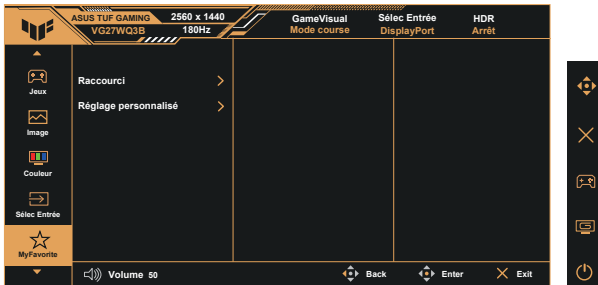 ASUS TUF GAMING 2560 x 1440 GameVisual Sélec Entrée HDR
VG27WQ3B 180Hz Mode course DisplayPort Arrêt
Jeux
Raccourci
Réglage personnalisé
Image
Couleur
Sélec Entrée
MyFavorite
Volume 50 Back Enter Exit